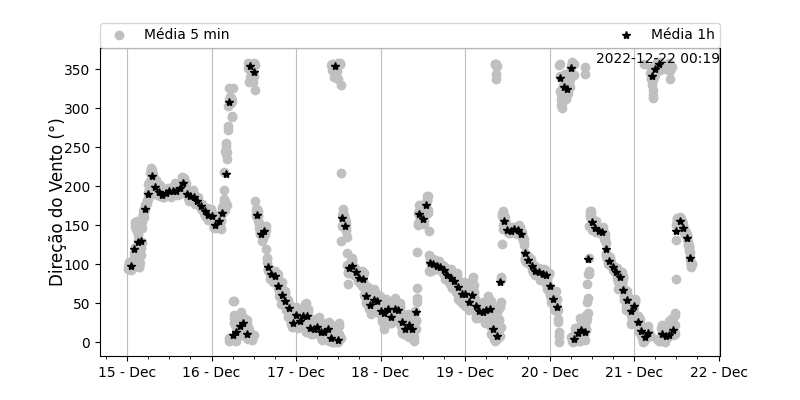 Média 5 min
Média 1h
2022-12-22 00:19
Direção do Vento (°)
350
300
250
200
150
100
50
0
15 - Dec
16 - Dec
17 - Dec
18 - Dec
19 - Dec
20 - Dec
21 - Dec
22 - Dec